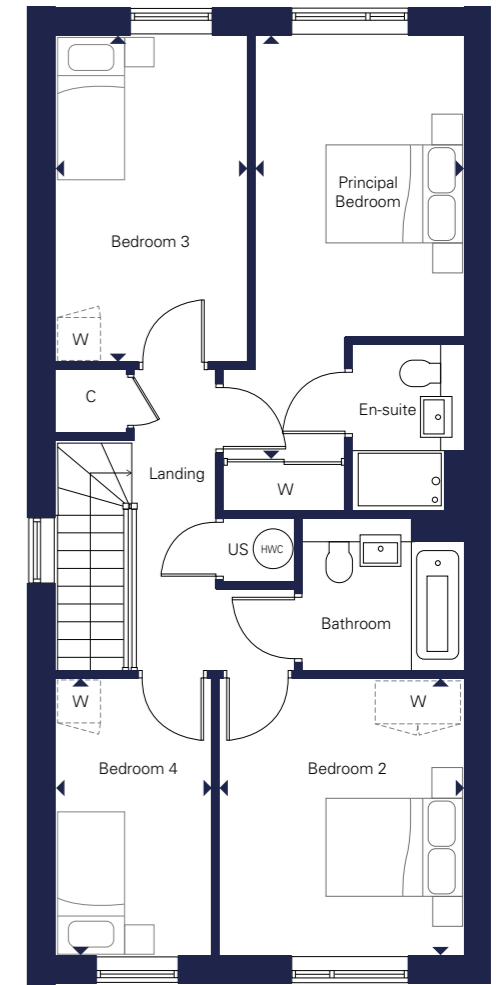 Principal
Bedroom
Bedroom 3
W
C
En-suite
Landing
W
US
HWC
Bathroom
W
W
Bedroom 4
Bedroom 2